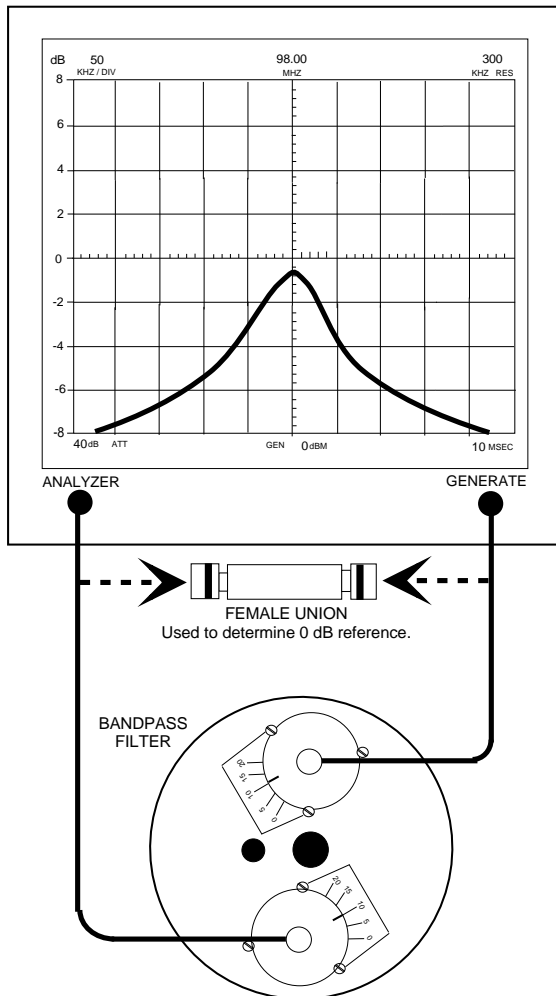 dB 50 98.00 300
KHZ / DIV MHZ KHZ RES
8
6
4
2
0
-2
-4
-6
-8
40dB ATT GEN 0dBM 10 MSEC
ANALYZER GENERATE
FEMALE UNION
Used to determine 0 dB reference.
BANDPASS
FILTER
20
15
10
5
0
20
15
10
5
0